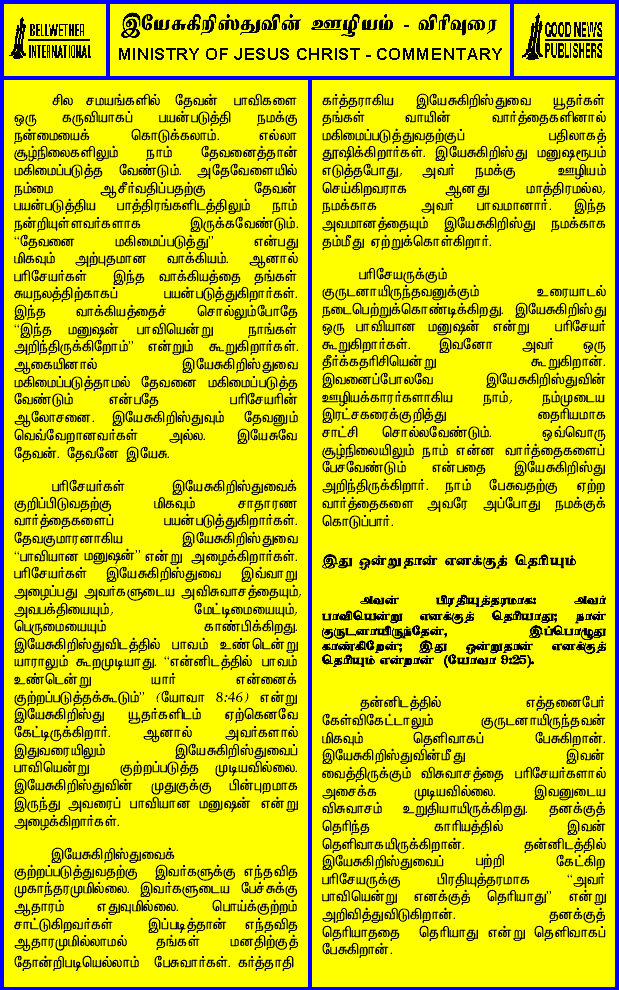 BELLWETHER
INTERNATIONAL
இயேசுகிறிஸ்துவின் ஊழியம் - விரிவுரை
MINISTRY OF JESUS CHRIST - COMMENTARY
GOOD NEWS
PUBLISHERS
சில சமயங்களில் தேவன் பாவிகளை
ஒரு கருவியாகப் பயன்படுத்தி நமக்கு
நன்மையைக் கொடுக்கலாம். எல்லா
சூழ்நிலைகளிலும் நாம் தேவனைத்தான்
மகிமைப்படுத்த வேண்டும். அதேவேளையில்
நம்மை ஆசீர்வதிப்பதற்கு தேவன்
பயன்படுத்திய பாத்திரங்களிடத்திலும் நாம்
நன்றியுள்ளவர்களாக இருக்கவேண்டும்.
“தேவனை மகிமைப்படுத்து” என்பது
மிகவும் அற்புதமான வாக்கியம். ஆனால்
பரிசேயர்கள் இந்த வாக்கியத்தை தங்கள்
சுயநலத்திற்காகப் பயன்படுத்துகிறார்கள்.
இந்த வாக்கியத்தைச் சொல்லும்போதே
“இந்த மனுஷன் பாவியென்று நாங்கள்
அறிந்திருக்கிறோம்” என்றும் கூறுகிறார்கள்.
ஆகையினால் இயேசுகிறிஸ்துவை
மகிமைப்படுத்தாமல் தேவனை மகிமைப்படுத்த
வேண்டும் என்பதே பரிசேயரின்
ஆலோசனை. இயேசுகிறிஸ்துவும் தேவனும்
வெவ்வேறானவர்கள் அல்ல. இயேசுவே
தேவன். தேவனே இயேசு.
பரிசேயர்கள் இயேசுகிறிஸ்துவைக்
குறிப்பிடுவதற்கு மிகவும் சாதாரண
வார்த்தைகளைப் பயன்படுத்துகிறார்கள்.
தேவகுமாரனாகிய இயேசுகிறிஸ்துவை
“பாவியான மனுஷன்” என்று அழைக்கிறார்கள்.
பரிசேயர்கள் இயேசுகிறிஸ்துவை இவ்வாறு
அழைப்பது அவர்களுடைய அவிசுவாசத்தையும்,
அவபக்தியையும், மேட்டிமையையும்,
பெருமையையும் காண்பிக்கிறது.
இயேசுகிறிஸ்துவிடத்தில் பாவம் உண்டென்று
யாராலும் கூறமுடியாது. “என்னிடத்தில் பாவம்
உண்டென்று யார் என்னைக்
குற்றப்படுத்தக்கூடும்” (யோவா 8:46) என்று
இயேசுகிறிஸ்து யூதர்களிடம் ஏற்கெனவே
கேட்டிருக்கிறார். ஆனால் அவர்களால்
இதுவரையிலும் இயேசுகிறிஸ்துவைப்
பாவியென்று குற்றப்படுத்த முடியவில்லை.
இயேசுகிறிஸ்துவின் முதுகுக்கு பின்புறமாக
இருந்து அவரைப் பாவியான மனுஷன் என்று
அழைக்கிறார்கள்.
இயேசுகிறிஸ்துவைக்
குற்றப்படுத்துவதற்கு இவர்களுக்கு எந்தவித
முகாந்தரமுமில்லை. இவர்களுடைய பேச்சுக்கு
ஆதாரம் எதுவுமில்லை. பொய்க்குற்றம்
சாட்டுகிறவர்கள் இப்படித்தான் எந்தவித
ஆதாரமுமில்லாமல் தங்கள் மனதிற்குத்
தோன்றிபடியெல்லாம் பேசுவார்கள். கர்த்தாதி
கர்த்தராகிய இயேசுகிறிஸ்துவை யூதர்கள்
தங்கள் வாயின் வார்த்தைகளினால்
மகிமைப்படுத்துவதற்குப் பதிலாகத்
தூஷிக்கிறார்கள். இயேசுகிறிஸ்து மனுஷரூபம்
எடுத்தபோது, அவர் நமக்கு ஊழியம்
செய்கிறவராக ஆனது மாத்திரமல்ல,
நமக்காக அவர் பாவமானார். இந்த
அவமானத்தையும் இயேசுகிறிஸ்து நமக்காக
தம்மீது ஏற்றுக்கொள்கிறார்.
பரிசேயருக்கும்
குருடனாயிருந்தவனுக்கும் உரையாடல்
நடைபெற்றுக்கொண்டிக்கிறது. இயேசுகிறிஸ்து
ஒரு பாவியான மனுஷன் என்று பரிசேயர்
கூறுகிறார்கள். இவனோ அவர் ஒரு
தீர்க்கதரிசியென்று கூறுகிறான்.
இவனைப்போலவே இயேசுகிறிஸ்துவின்
ஊழியக்காரர்களாகிய நாம், நம்முடைய
இரட்சகரைக்குறித்து தைரியமாக
சாட்சி சொல்லவேண்டும். ஒவ்வொரு
சூழ்நிலையிலும் நாம் என்ன வார்த்தைகளைப்
பேசவேண்டும் என்பதை இயேசுகிறிஸ்து
அறிந்திருக்கிறார். நாம் பேசுவதற்கு ஏற்ற
வார்த்தைகளை அவரே அப்போது நமக்குக்
கொடுப்பார்.
இது ஒன்றுதான் எனக்குத் தெரியும்
அவன் பிரதியுத்தரமாக: அவர்
பாவியென்று எனக்குத் தெரியாது; நான்
குருடனாயிருந்தேன், இப்பொழுது
காண்கிறேன்; இது ஒன்றுதான் எனக்குத்
தெரியும் என்றான் (யோவா 9:25).
தன்னிடத்தில் எத்தனைபேர்
கேள்விகேட்டாலும் குருடனாயிருந்தவன்
மிகவும் தெளிவாகப் பேசுகிறான்.
இயேசுகிறிஸ்துவின்மீது இவன்
வைத்திருக்கும் விசுவாசத்தை பரிசேயர்களால்
அசைக்க முடியவில்லை. இவனுடைய
விசுவாசம் உறுதியாயிருக்கிறது. தனக்குத்
தெரிந்த காரியத்தில் இவன்
தெளிவாகயிருக்கிறான். தன்னிடத்தில்
இயேசுகிறிஸ்துவைப் பற்றி கேட்கிற
பரிசேயருக்கு பிரதியுத்தரமாக “அவர்
பாவியென்று எனக்குத் தெரியாது” என்று
அறிவித்துவிடுகிறான். தனக்குத்
தெரியாததை தெரியாது என்று தெளிவாகப்
பேசுகிறான்.